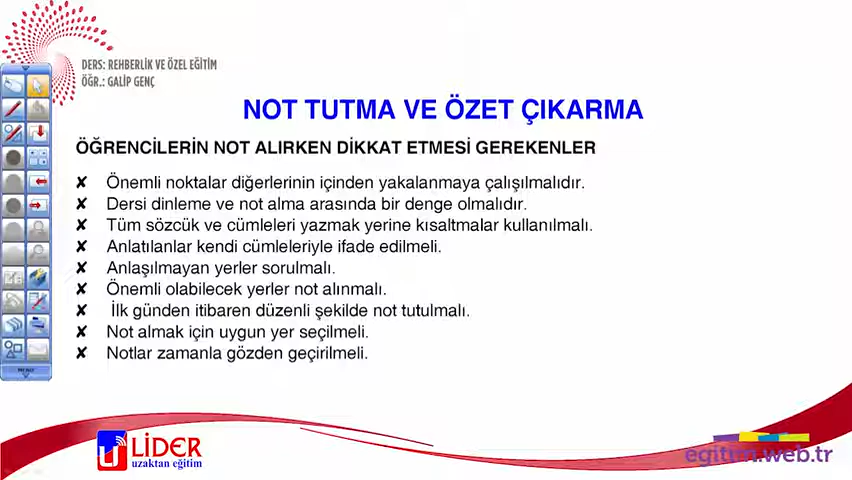 DERS: REHBERLİK VE ÖZEL EĞİTİM
ÖĞR.: GALİP GENÇ
NOT TUTMA VE ÖZET ÇIKARMA
ÖĞRENCİLERİN NOT ALIRKEN DİKKAT ETMESİ GEREKENLER
✘ Önemli noktalar diğerlerinin içinden yakalanmaya çalışılmalıdır.
✘ Dersi dinleme ve not alma arasında bir denge olmalıdır.
✘ Tüm sözcük ve cümleleri yazmak yerine kısaltmalar kullanılmalı.
✘ Anlatılanlar kendi cümleleriyle ifade edilmeli.
✘ Anlaşılmayan yerler sorulmalı.
✘ Önemli olabilecek yerler not alınmalı.
✘ İlk günden itibaren düzenli şekilde not tutulmalı.
✘ Not almak için uygun yer seçilmeli.
✘ Notlar zamanla gözden geçirilmeli.
LİDER
uzaktan eğitim
egitim.web.tr